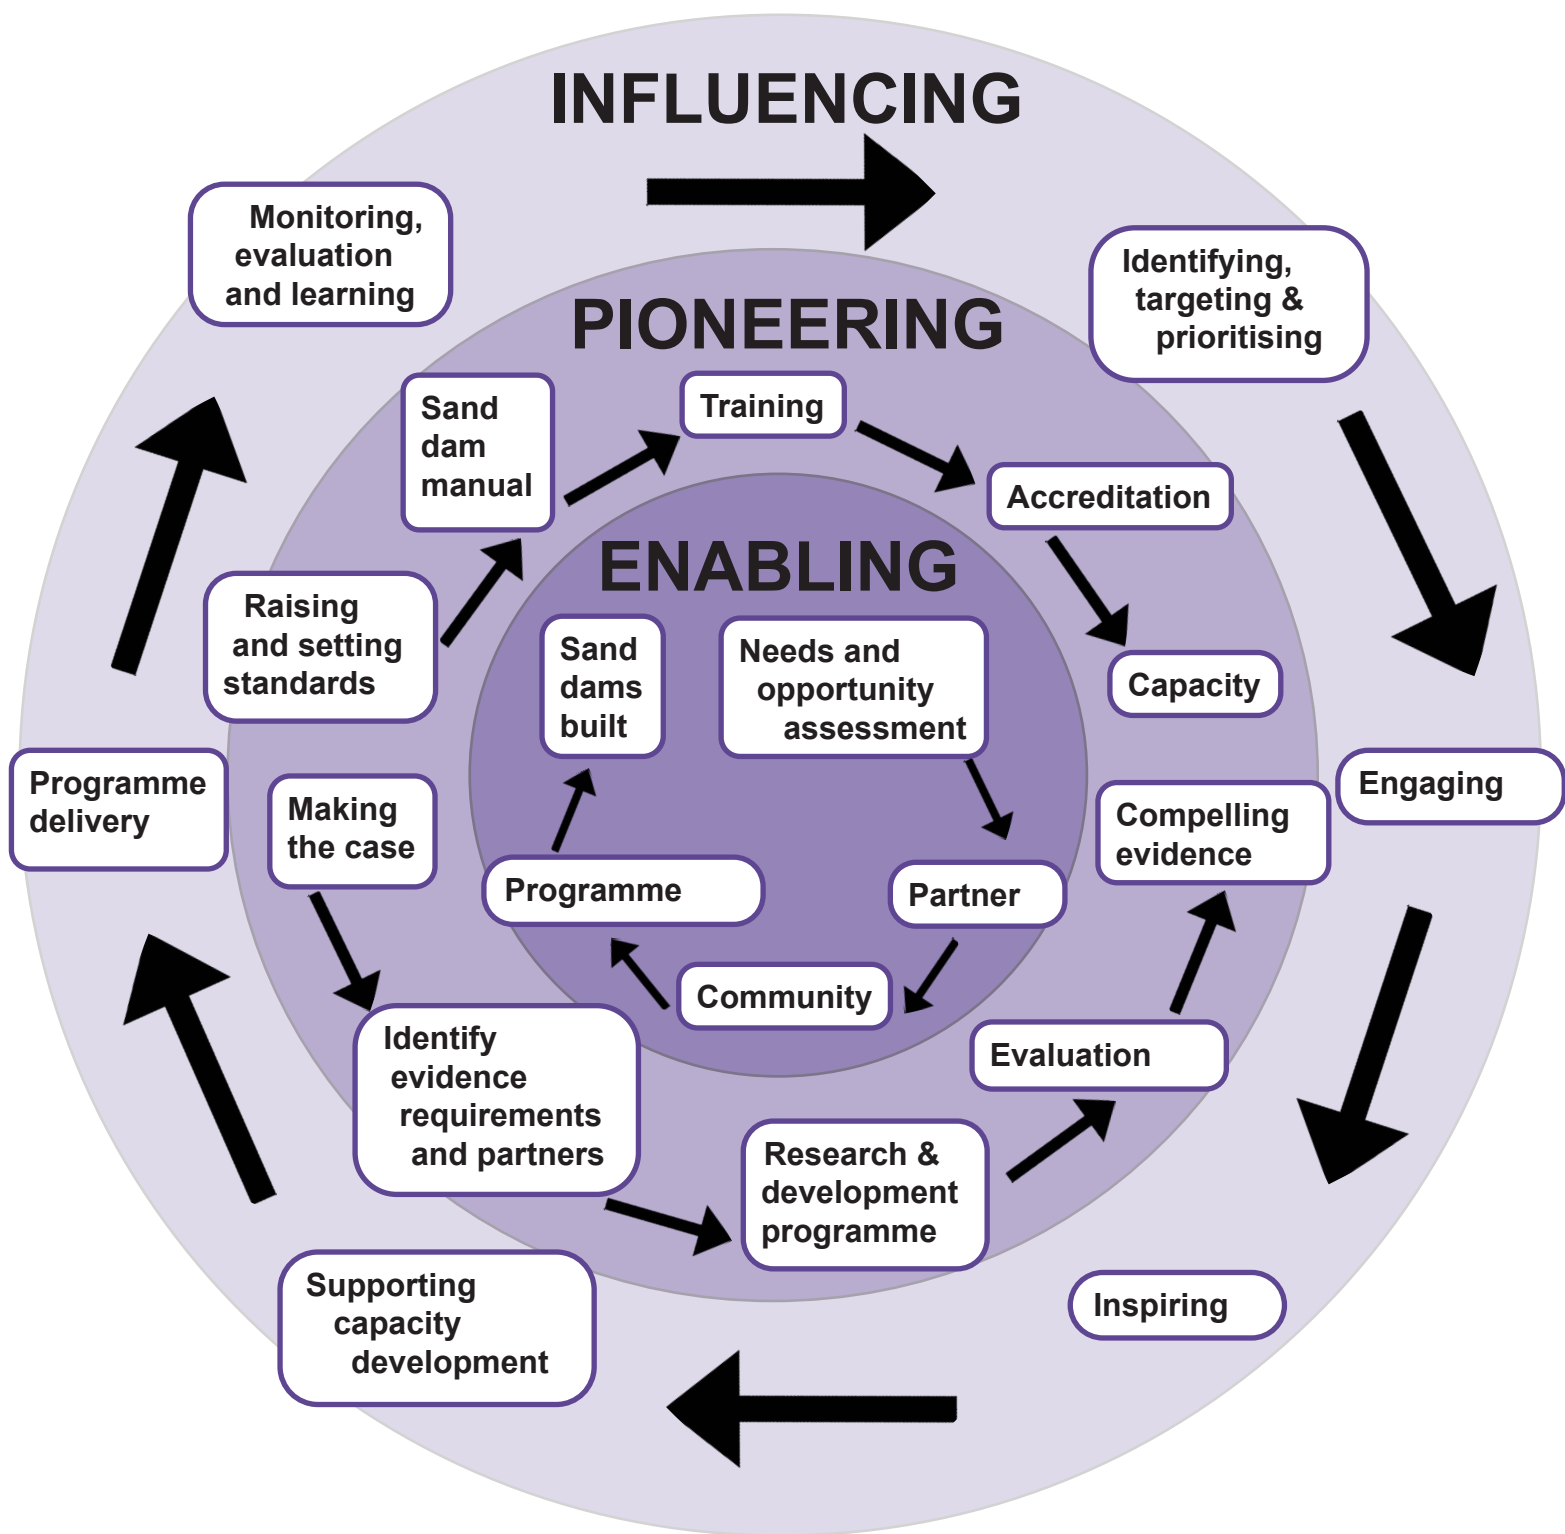 INFLUENCING
Monitoring,
evaluation
and learning
Identifying,
targeting &
prioritising
PIONEERING
Sand
dam
manual
Training
Accreditation
ENABLING
Raising
and setting
standards
Sand
dams
built
Needs and
opportunity
assessment
Capacity
Programme
delivery
Making
the case
Compelling
evidence
Engaging
Programme
Partner
Community
Identify
evidence
requirements
and partners
Evaluation
Research &
development
programme
Supporting
capacity
development
Inspiring